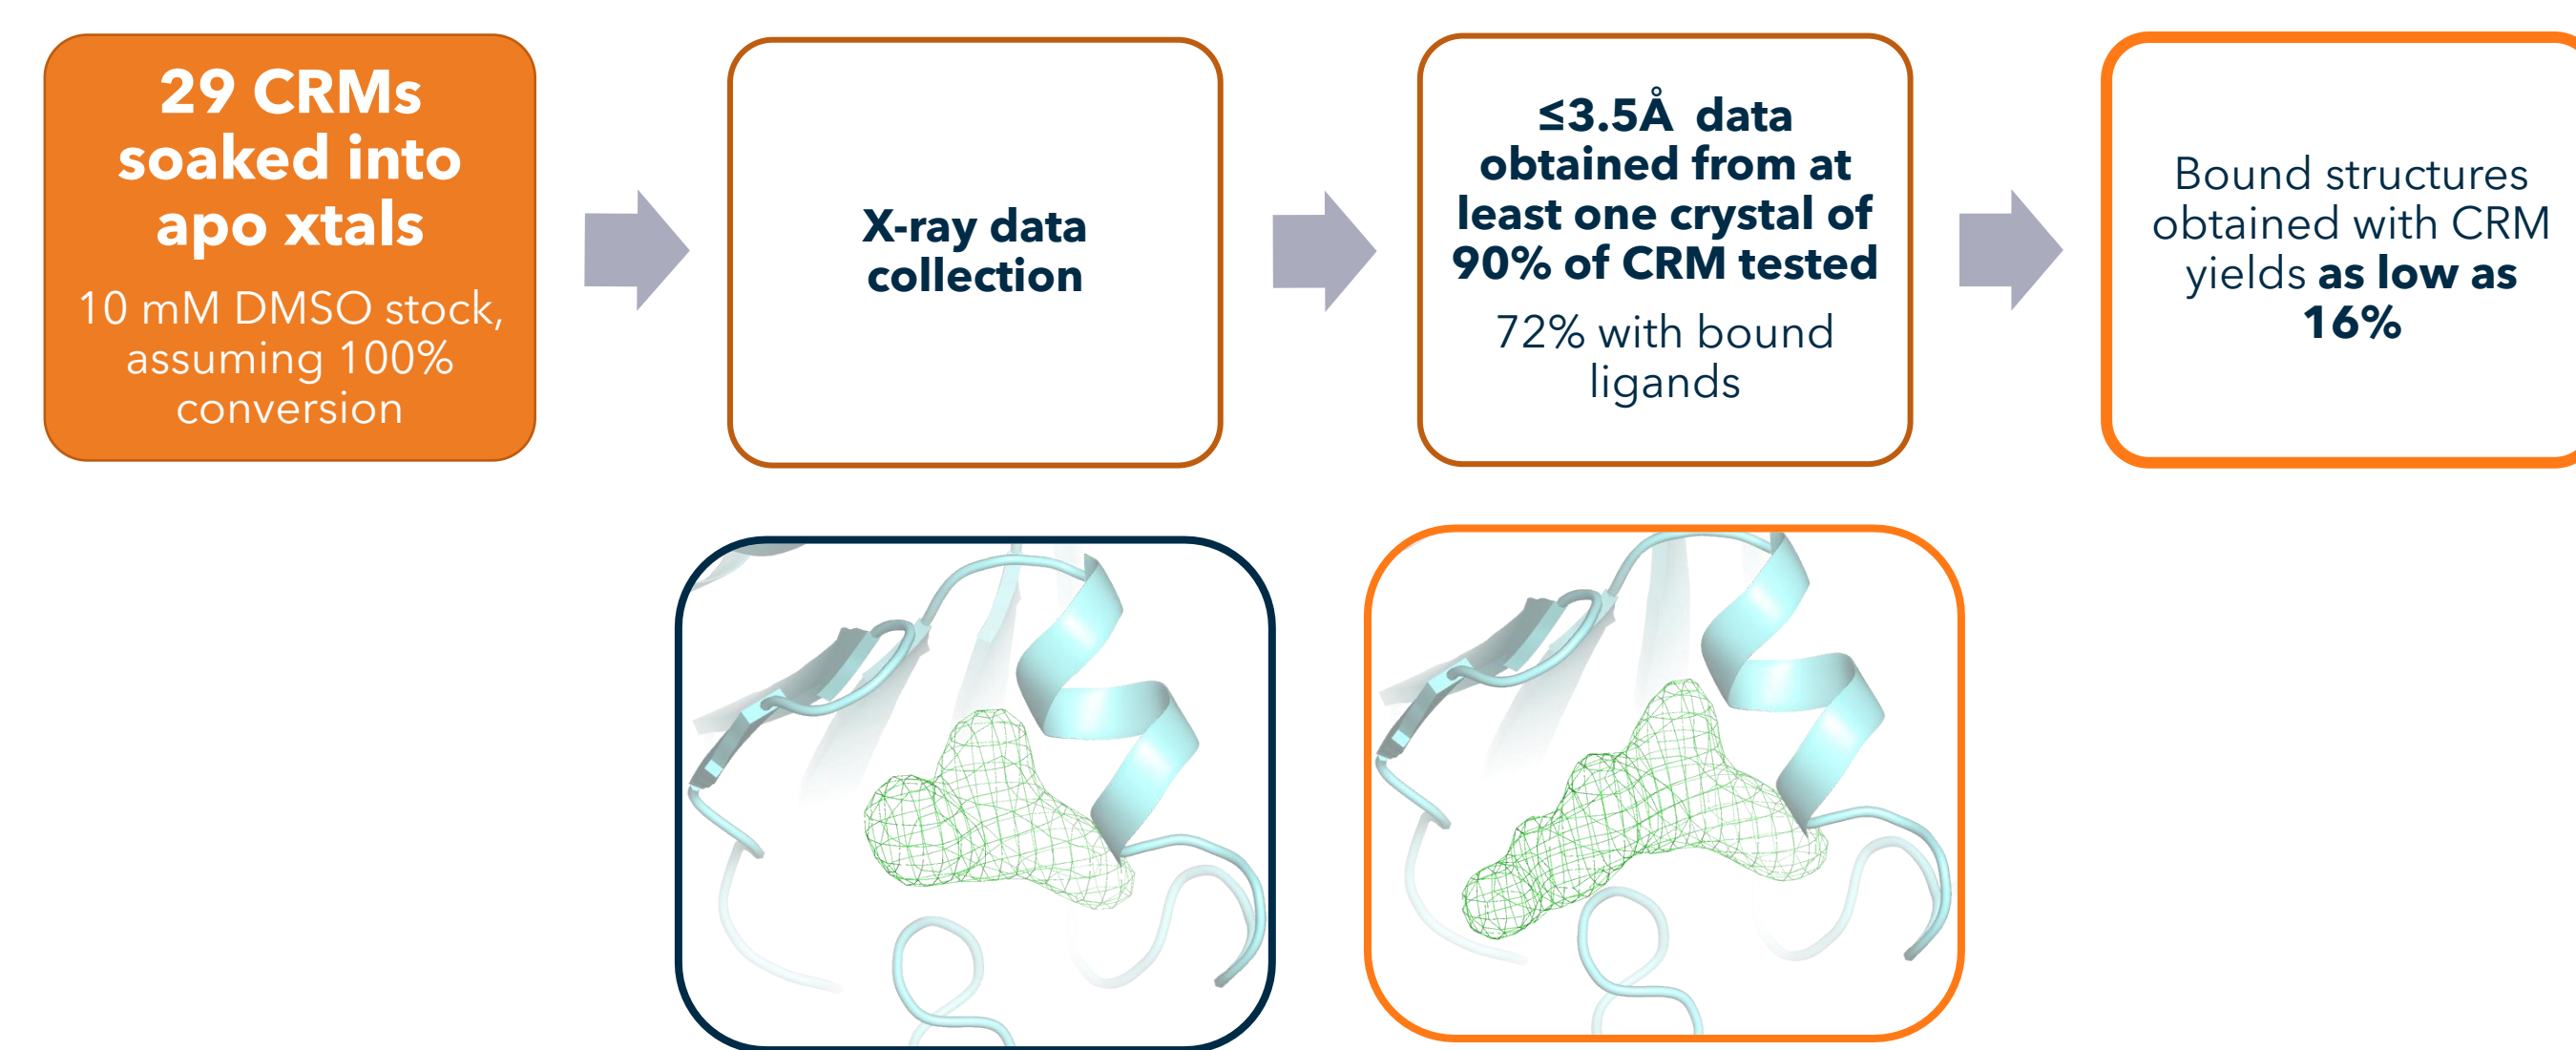 29 CRMs
soaked into
apo xtals
10 mM DMSO stock,
assuming 100%
conversion
X-ray data
collection
≤3.5Å data
obtained from at
least one crystal of
90% of CRM tested
72% with bound
ligands
Bound structures
obtained with CRM
yields as low as
16%